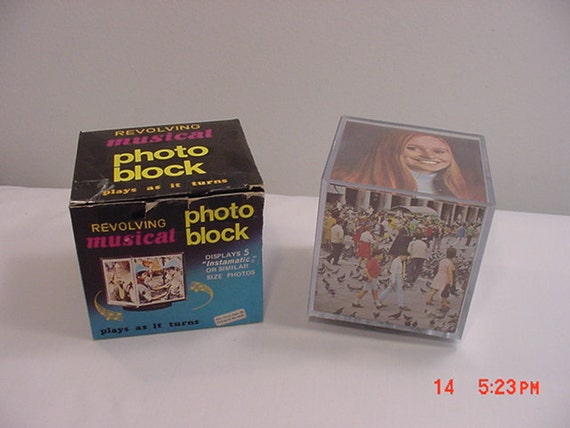 REVOLVING
musical
photo
block
plays as it turns
REVOLVING
musical
photo
block
DISPLAYS 5
"Instamatic"
OR SIMILAR
SIZE PHOTOS
plays as it turns
14 5:23PM